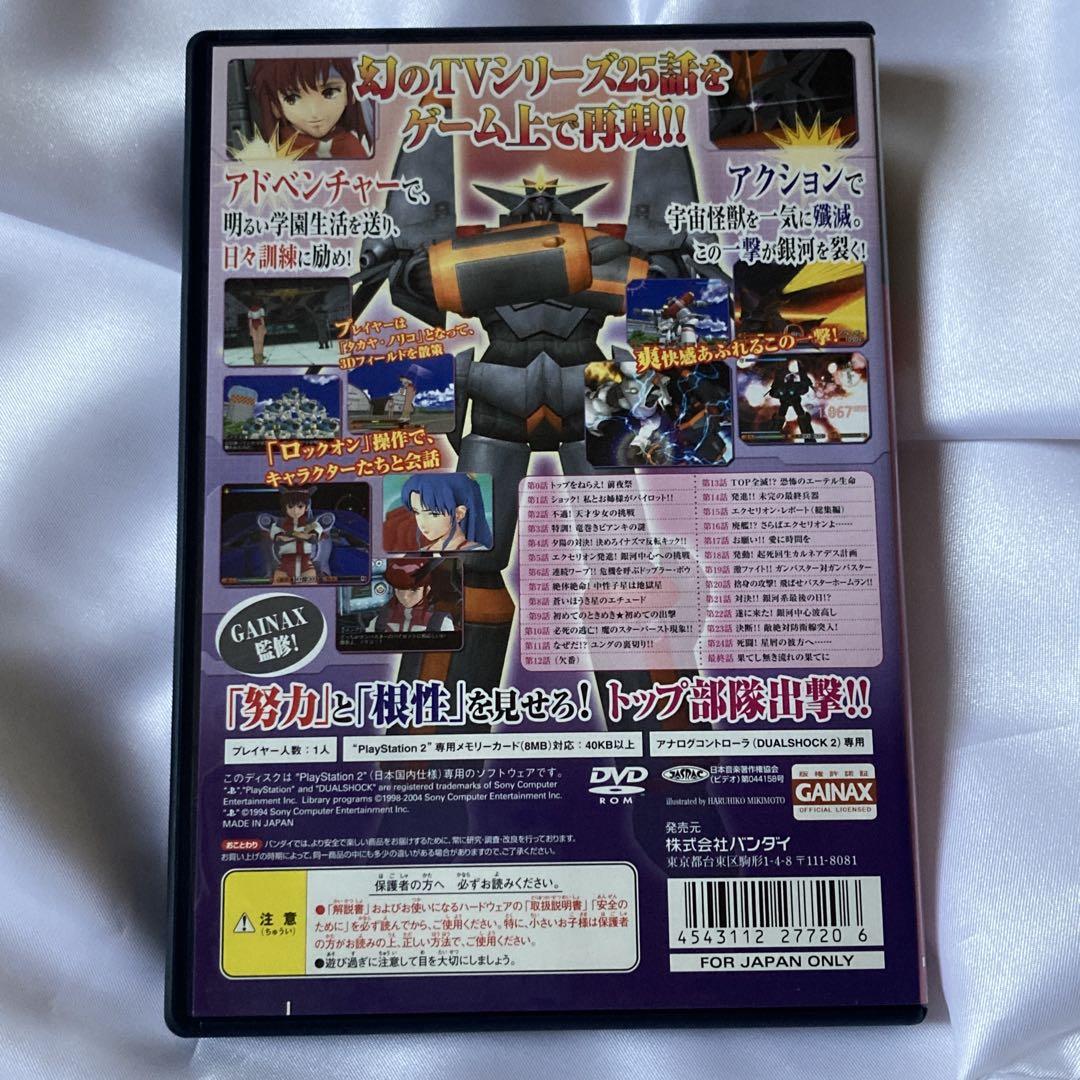 幻のTVシリーズ25話を
ゲーム上で再現!!
アドベンチャーで、
明るい学園生活を送り、
日々訓練に励め!
アクションで
宇宙怪獣を一気に殲滅。
この一撃が銀河を裂く!
プレイヤーは
「タカヤ・ノリコ」となって、
3Dフィールドを散策
爽快感あふれるこの一撃!
1067
「ロックオン」操作で、
キャラクターたちと会話
第0話 トップをねらえ! 前夜祭
第1話 ショック! 私とお姉様がパイロット!!
第2話 不遇! 天才少女の挑戦
第3話 特訓! 竜巻きビアンキの謎
第4話 夕陽の対決! 決めろイナズマ反転キック!!
第5話 エクセリオン発進! 銀河中心への挑戦
第6話 連続ワープ!! 危機を呼ぶドップラー・ボウ
第7話 絶体絶命! 中性子星は地獄星
第8話 蒼いほうき星のエチュード
第9話 初めてのときめき★初めての出撃
第10話 必死の逃亡! 魔のスターバースト現象!!
第11話 なぜだ!? ユングの裏切り!!
第12話 (欠番)
第13話 TOP全滅!? 恐怖のエーテル生命
第14話 発進!! 未完の最終兵器
第15話 エクセリオン・レポート(総集編)
第16話 廃艦!? さらばエクセリオンよ……
第17話 お願い!! 愛に時間を
第18話 発動! 起死回生カルネアデス計画
第19話 激ファイト!! ガンバスター対ガンバスター
第20話 捨身の攻撃! 飛ばせバスターホームラン!!
第21話 対決!! 銀河系最後の日!?
第22話 遂に来た! 銀河中心波高し
第23話 決断!! 敵絶対防衛線突入!
第24話 死闘! 星屑の彼方へ……
最終話 果てし無き流れの果てに
GAINAX
監修!
「努力」と「根性」を見せろ! トップ部隊出撃!!
プレイヤー人数:1人
"PlayStation 2"専用メモリーカード(8MB)対応:40KB以上
アナログコントローラ(DUALSHOCK 2)専用
このディスクは "PlayStation 2"(日本国内仕様)専用のソフトウェアです。
"PlayStation" and "DUALSHOCK" are registered trademarks of Sony Computer
Entertainment Inc. Library programs ©1998-2004 Sony Computer Entertainment Inc.
©1994 Sony Computer Entertainment Inc.
MADE IN JAPAN
DVD
ROM
JASRAC
日本音楽著作権協会
(ビデオ)第044158号
illustrated by HARUHIKO MIKIMOTO
版権許諾証
GAINAX
OFFICIAL LICENSED
おことわり バンダイでは、より安全で楽しい商品をお届けするために、常に研究・調査・改良を行っております。
お買い上げの時期によって、同一商品の中にも多少の違いがある場合がありますので、ご了承ください。
発売元
株式会社バンダイ
東京都台東区駒形1-4-8 〒111-8081
注意
(ちゅうい)
保護者の方へ 必ずお読みください。
●「解説書」およびお使いになるハードウェアの「取扱説明書」「安全の
ために」を必ず読んでから、ご使用ください。特に、小さいお子様は保護者
の方がお読みの上、正しい方法で、ご使用ください。
●遊び過ぎに注意して目を大切にしましょう。
4543112 277206
FOR JAPAN ONLY